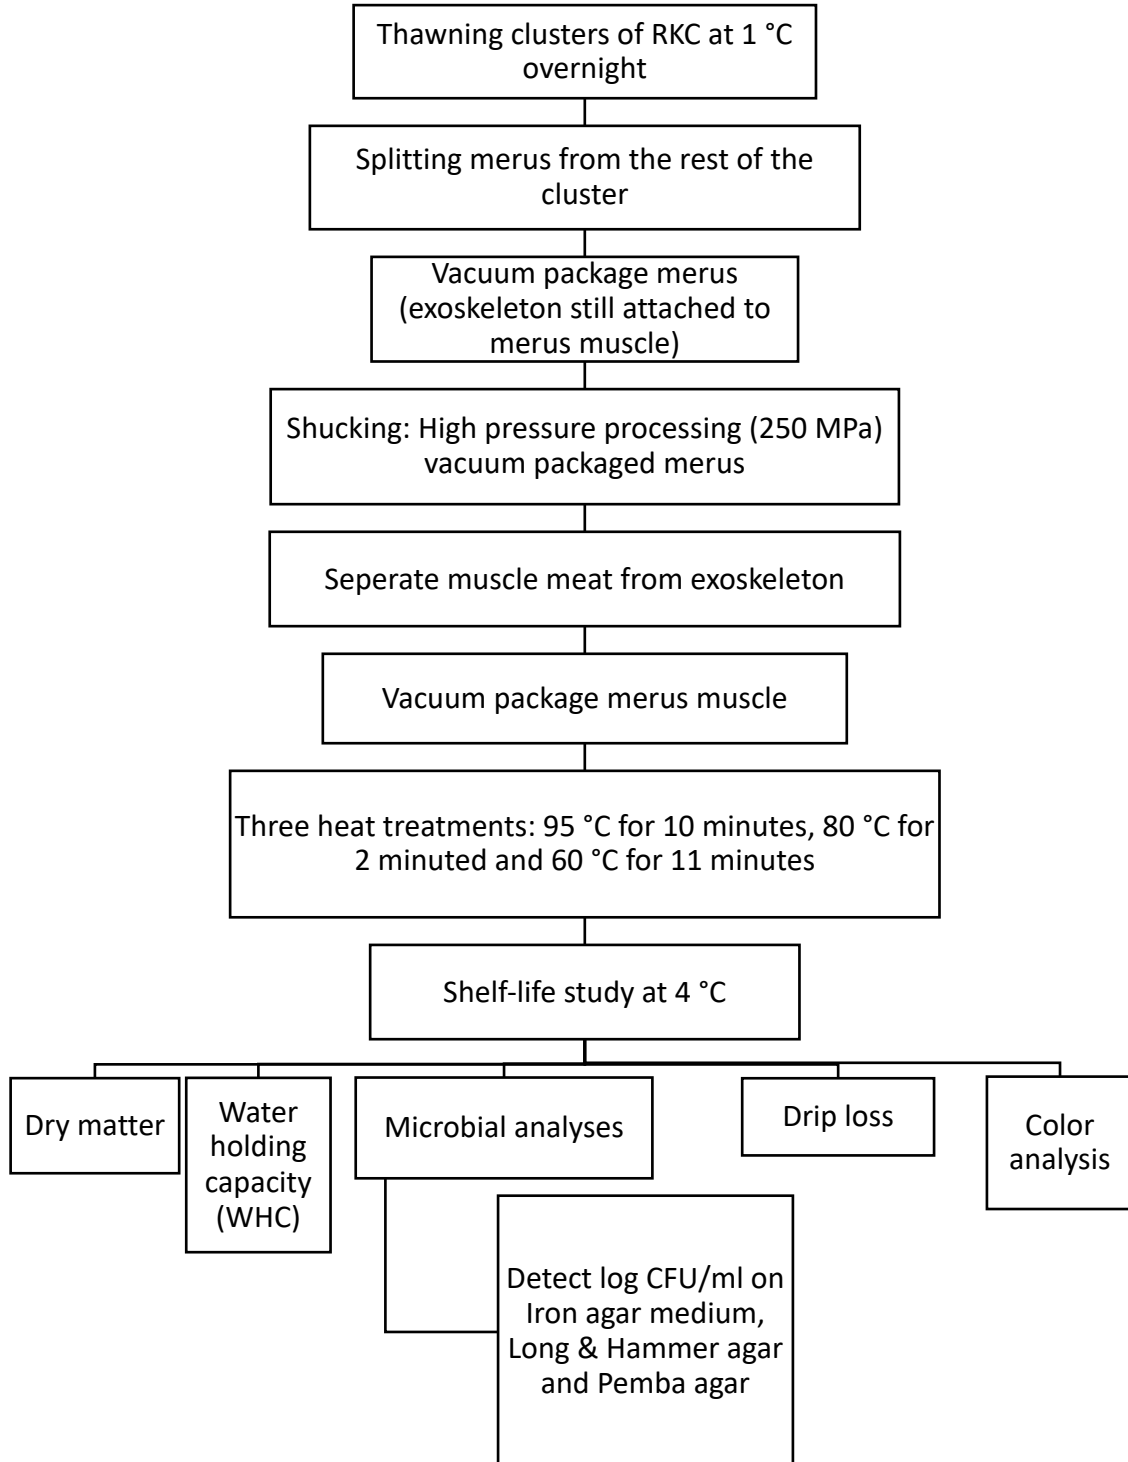 Thawning clusters of RKC at 1 °C
overnight
Splitting merus from the rest of the
cluster
Vacuum package merus
(exoskeleton still attached to
merus muscle)
Shucking: High pressure processing (250 MPa)
vacuum packaged merus
Seperate muscle meat from exoskeleton
Vacuum package merus muscle
Three heat treatments: 95 °C for 10 minutes, 80 °C for
2 minuted and 60 °C for 11 minutes
Shelf-life study at 4 °C
Dry matter
Water
holding
capacity
(WHC)
Microbial analyses
Drip loss
Color
analysis
Detect log CFU/ml on
Iron agar medium,
Long & Hammer agar
and Pemba agar